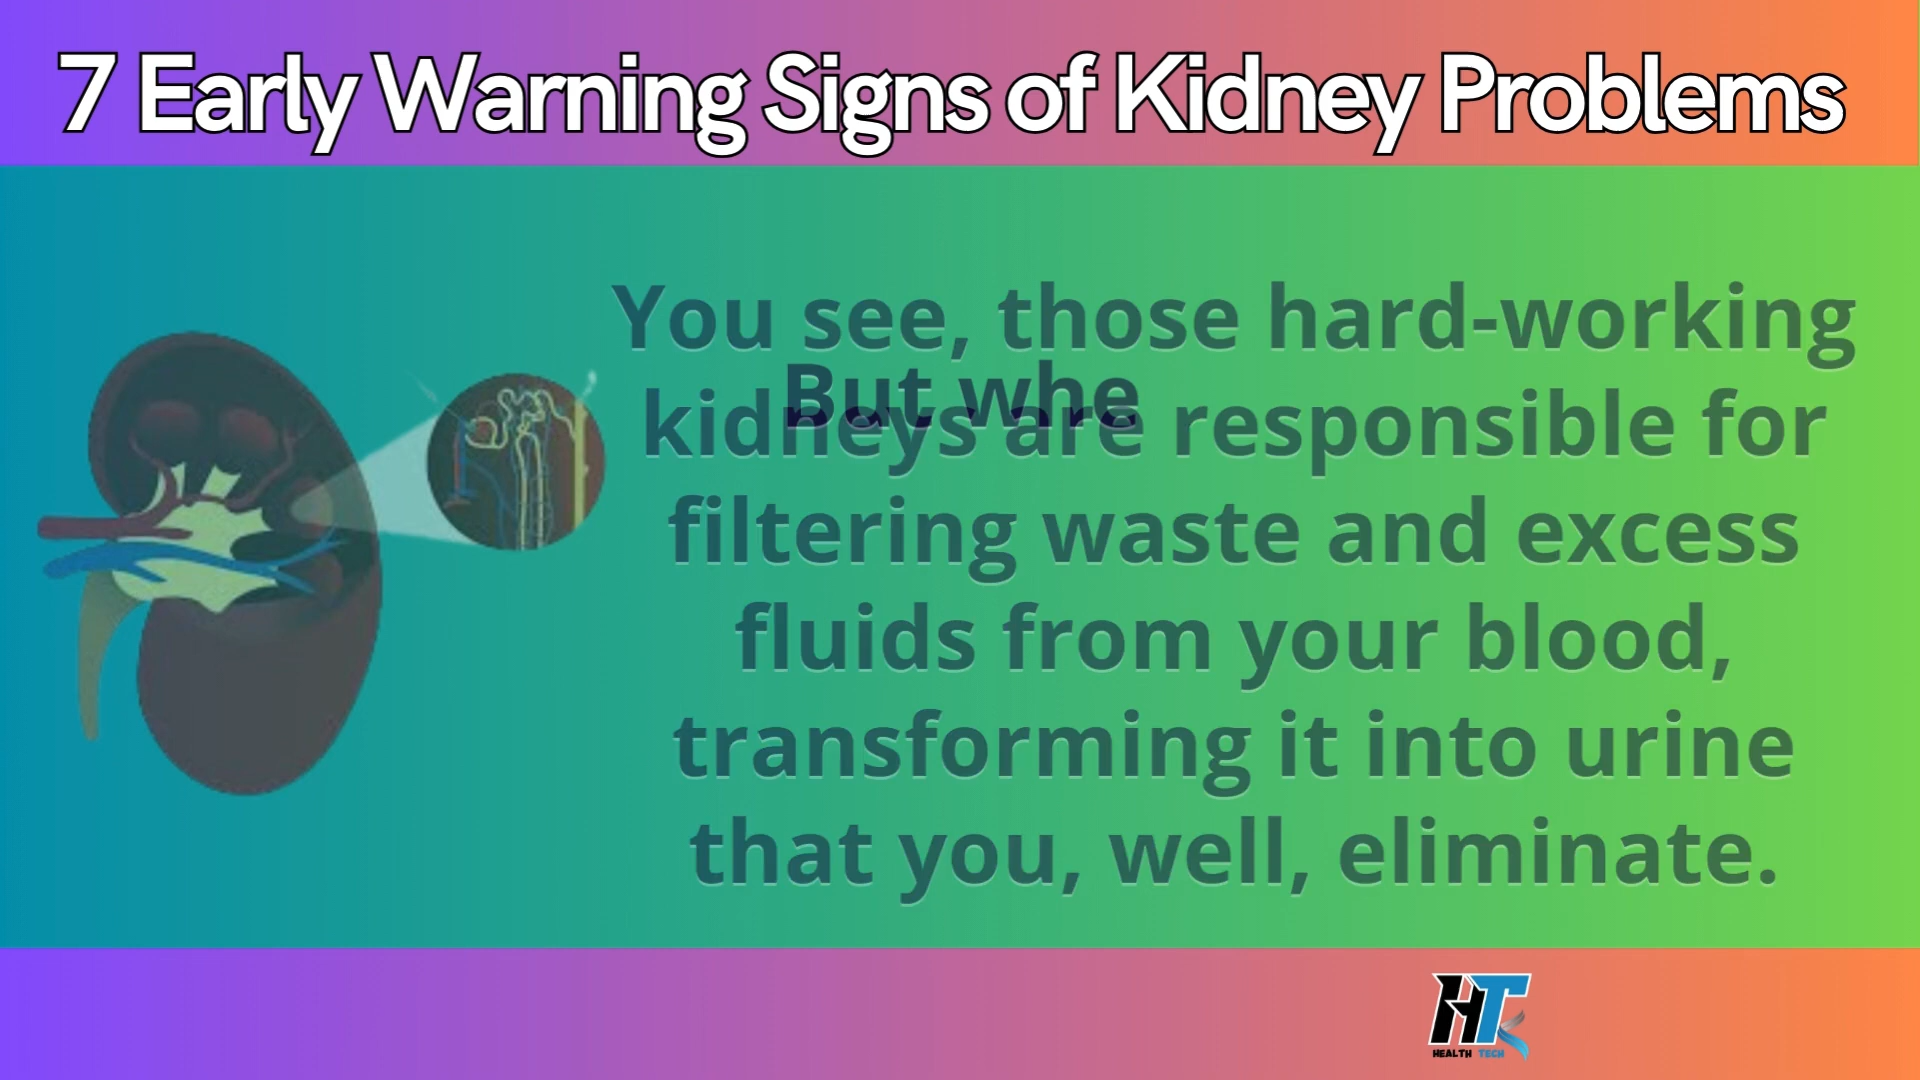 7 Early Warning Signs of Kidney Problems
You see, those hard-working
But whe
kidneys are responsible for
filtering waste and excess
fluids from your blood,
transforming it into urine
that you, well, eliminate.
HT
HEALTH TECH